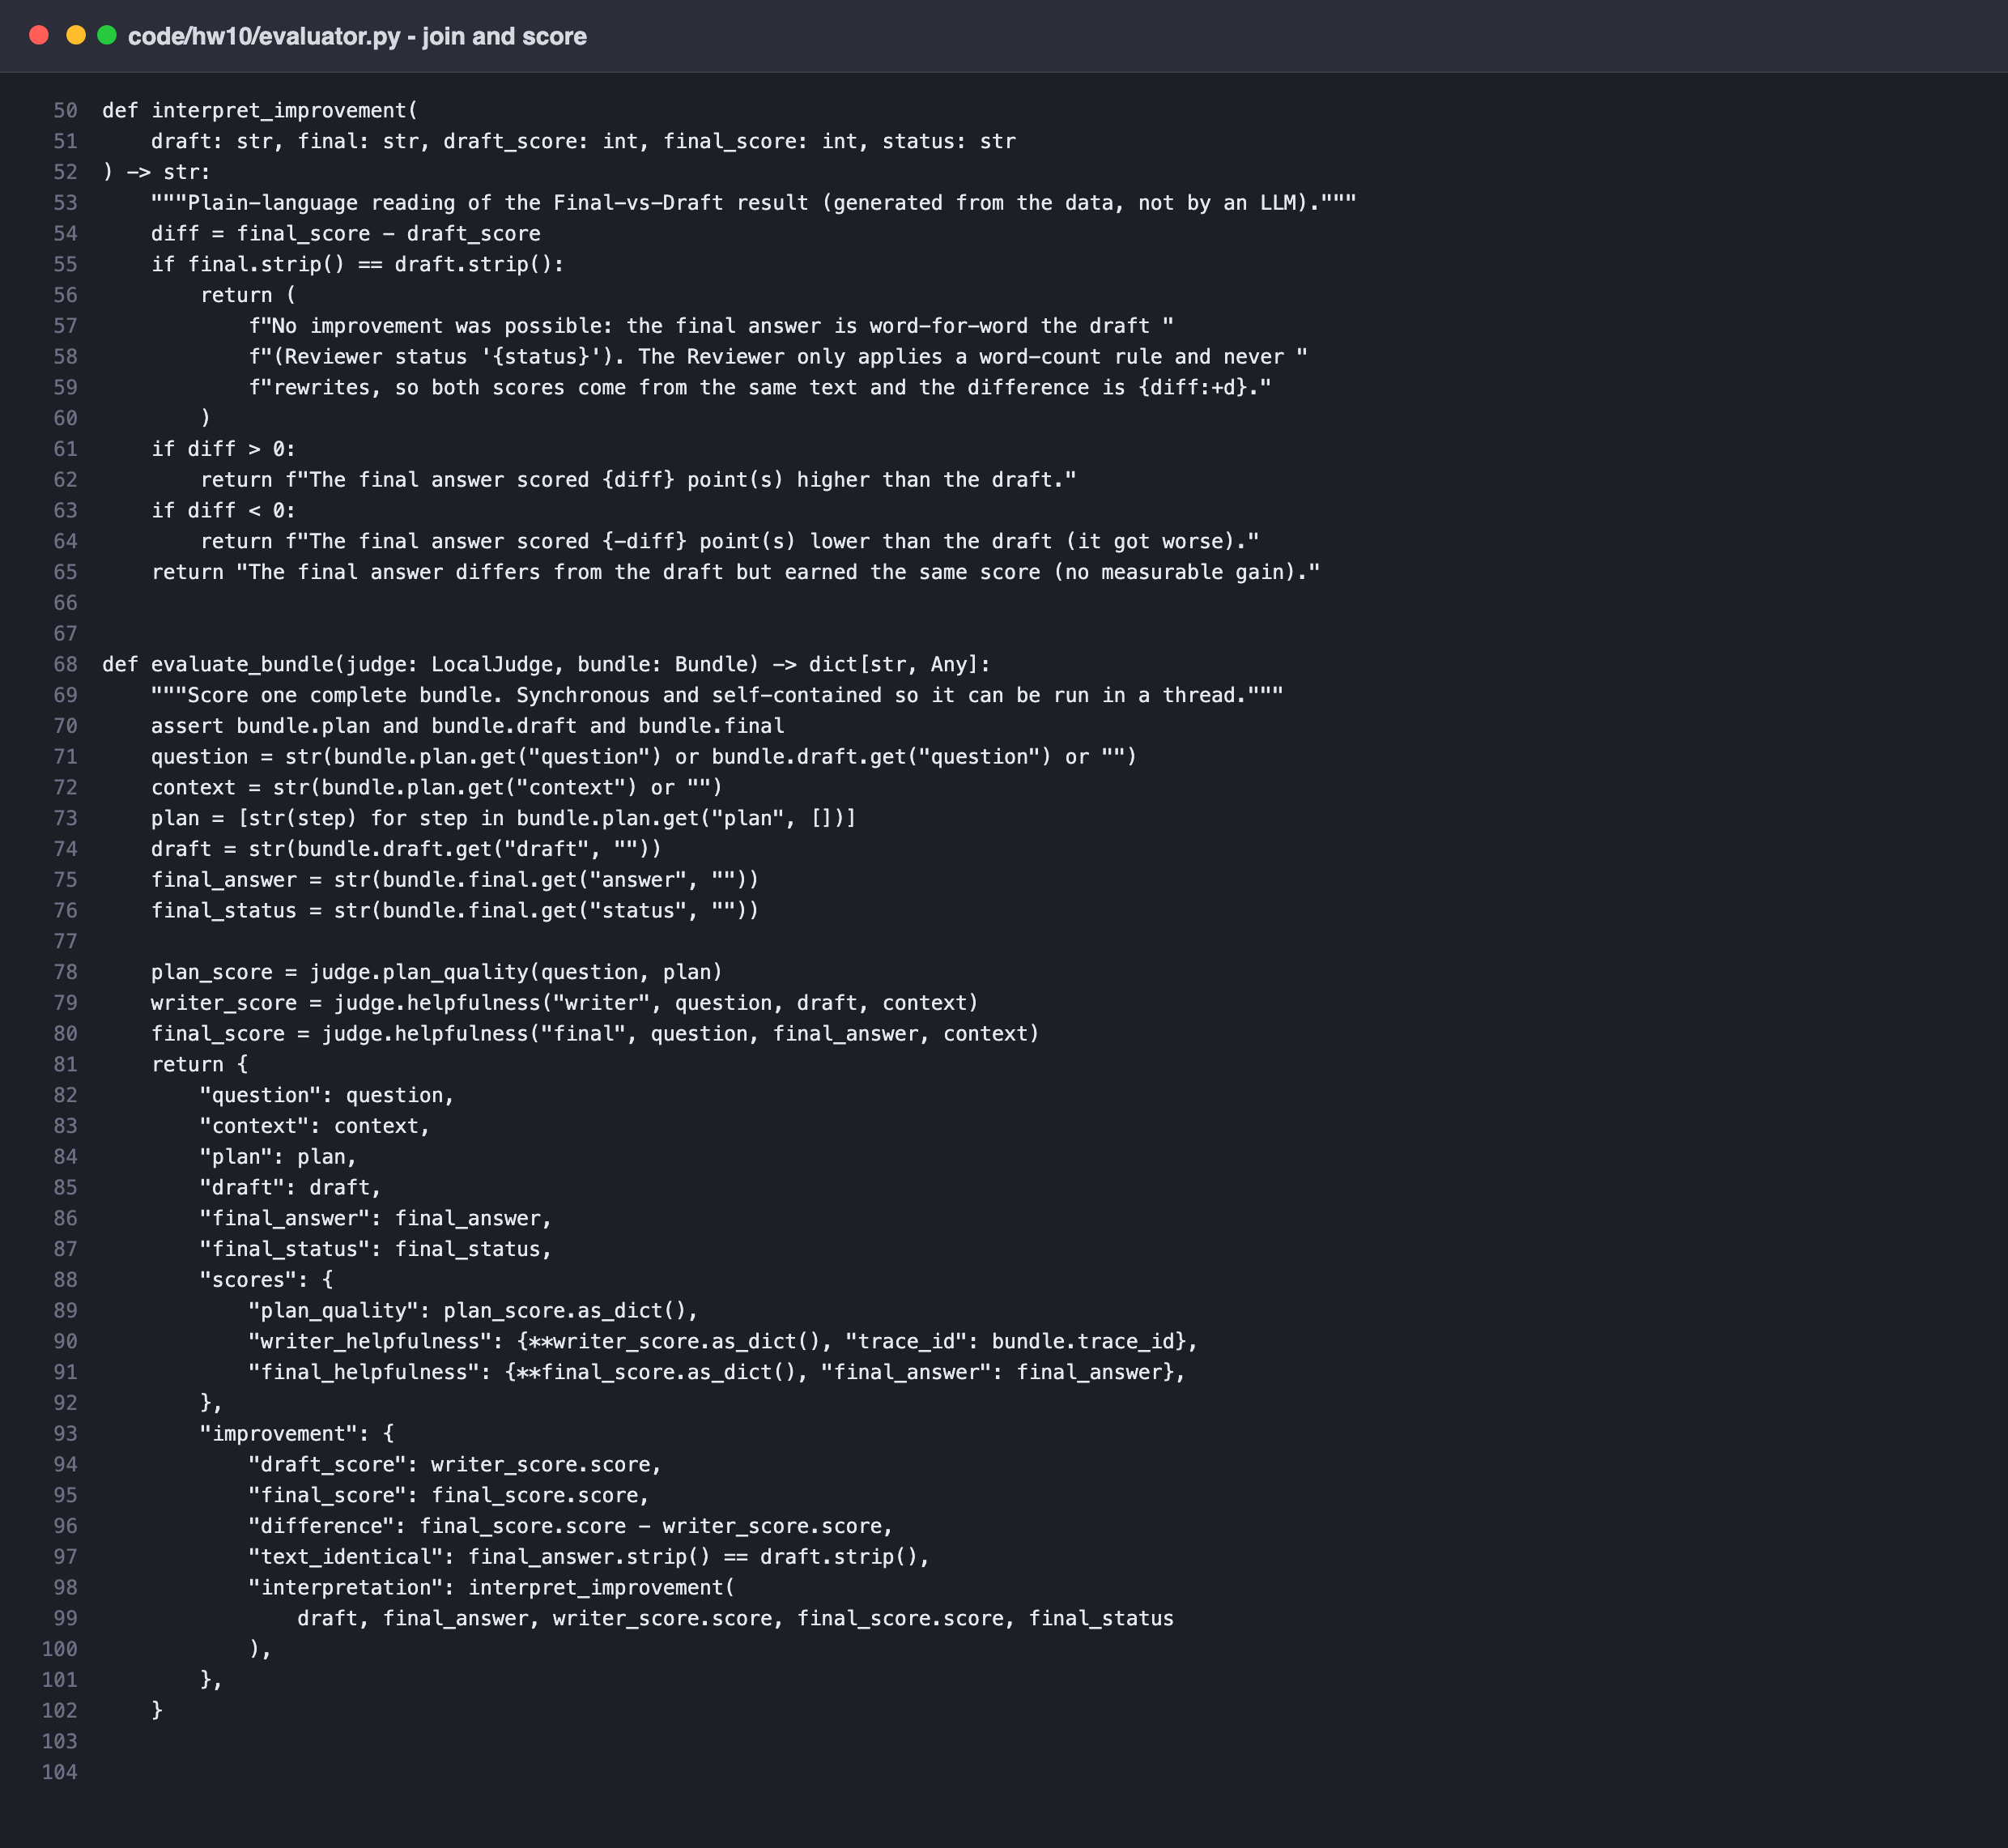 code/hw10/evaluator.py - join and score
50 def interpret_improvement(
51     draft: str, final: str, draft_score: int, final_score: int, status: str
52 ) -> str:
53     """Plain-language reading of the Final-vs-Draft result (generated from the data, not by an LLM)."""
54     diff = final_score - draft_score
55     if final.strip() == draft.strip():
56         return (
57             f"No improvement was possible: the final answer is word-for-word the draft "
58             f"(Reviewer status '{status}'). The Reviewer only applies a word-count rule and never "
59             f"rewrites, so both scores come from the same text and the difference is {diff:+d}."
60         )
61     if diff > 0:
62         return f"The final answer scored {diff} point(s) higher than the draft."
63     if diff < 0:
64         return f"The final answer scored {-diff} point(s) lower than the draft (it got worse)."
65     return "The final answer differs from the draft but earned the same score (no measurable gain)."
66
67
68 def evaluate_bundle(judge: LocalJudge, bundle: Bundle) -> dict[str, Any]:
69     """Score one complete bundle. Synchronous and self-contained so it can be run in a thread."""
70     assert bundle.plan and bundle.draft and bundle.final
71     question = str(bundle.plan.get("question") or bundle.draft.get("question") or "")
72     context = str(bundle.plan.get("context") or "")
73     plan = [str(step) for step in bundle.plan.get("plan", [])]
74     draft = str(bundle.draft.get("draft", ""))
75     final_answer = str(bundle.final.get("answer", ""))
76     final_status = str(bundle.final.get("status", ""))
77
78     plan_score = judge.plan_quality(question, plan)
79     writer_score = judge.helpfulness("writer", question, draft, context)
80     final_score = judge.helpfulness("final", question, final_answer, context)
81     return {
82         "question": question,
83         "context": context,
84         "plan": plan,
85         "draft": draft,
86         "final_answer": final_answer,
87         "final_status": final_status,
88         "scores": {
89             "plan_quality": plan_score.as_dict(),
90             "writer_helpfulness": {**writer_score.as_dict(), "trace_id": bundle.trace_id},
91             "final_helpfulness": {**final_score.as_dict(), "final_answer": final_answer},
92         },
93         "improvement": {
94             "draft_score": writer_score.score,
95             "final_score": final_score.score,
96             "difference": final_score.score - writer_score.score,
97             "text_identical": final_answer.strip() == draft.strip(),
98             "interpretation": interpret_improvement(
99                 draft, final_answer, writer_score.score, final_score.score, final_status
100             ),
101         },
102     }
103
104